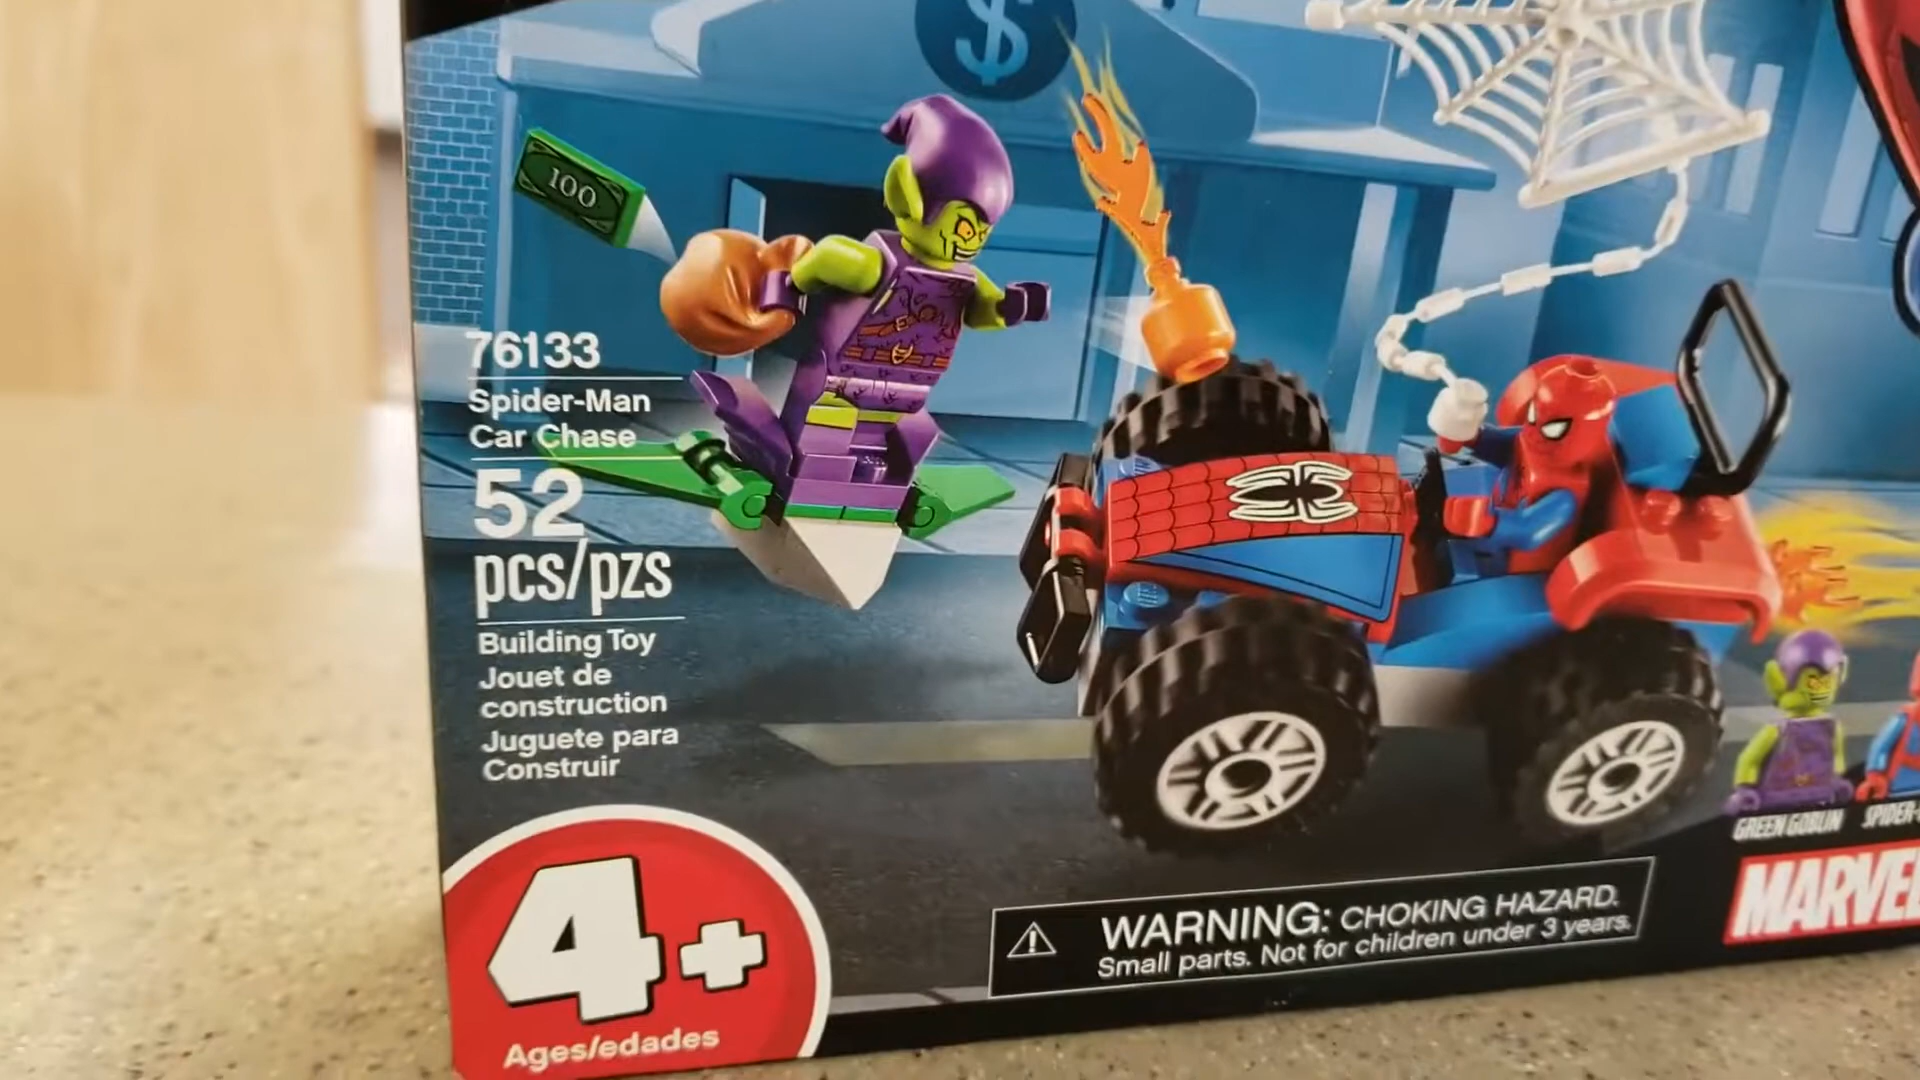 $
100
76133
Spider-Man
Car Chase
52
pcs/pzs
Building Toy
Jouet de
construction
Juguete para
Construir
4+
Ages/edades
WARNING: CHOKING HAZARD.
Small parts. Not for children under 3 years.
GREEN GOBLIN SPIDER-
MARVEL